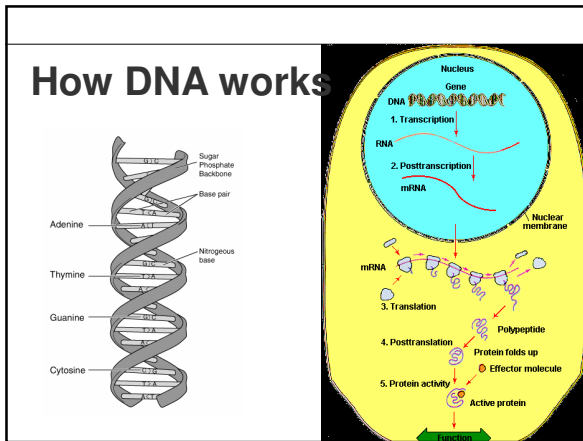 How DNA works
Sugar
Phosphate
Backbone
Base pair
Adenine
Nitrogeous
base
Thymine
Guanine
Cytosine
G C
T A
A T
G C
T A
G C
T A
C G
T A
Nucleus
Gene
DNA
1. Transcription
RNA
2. Posttranscription
mRNA
Nuclear
membrane
mRNA
3. Translation
Polypeptide
4. Posttranslation
Protein folds up
Effector molecule
5. Protein activity
Active protein
Function